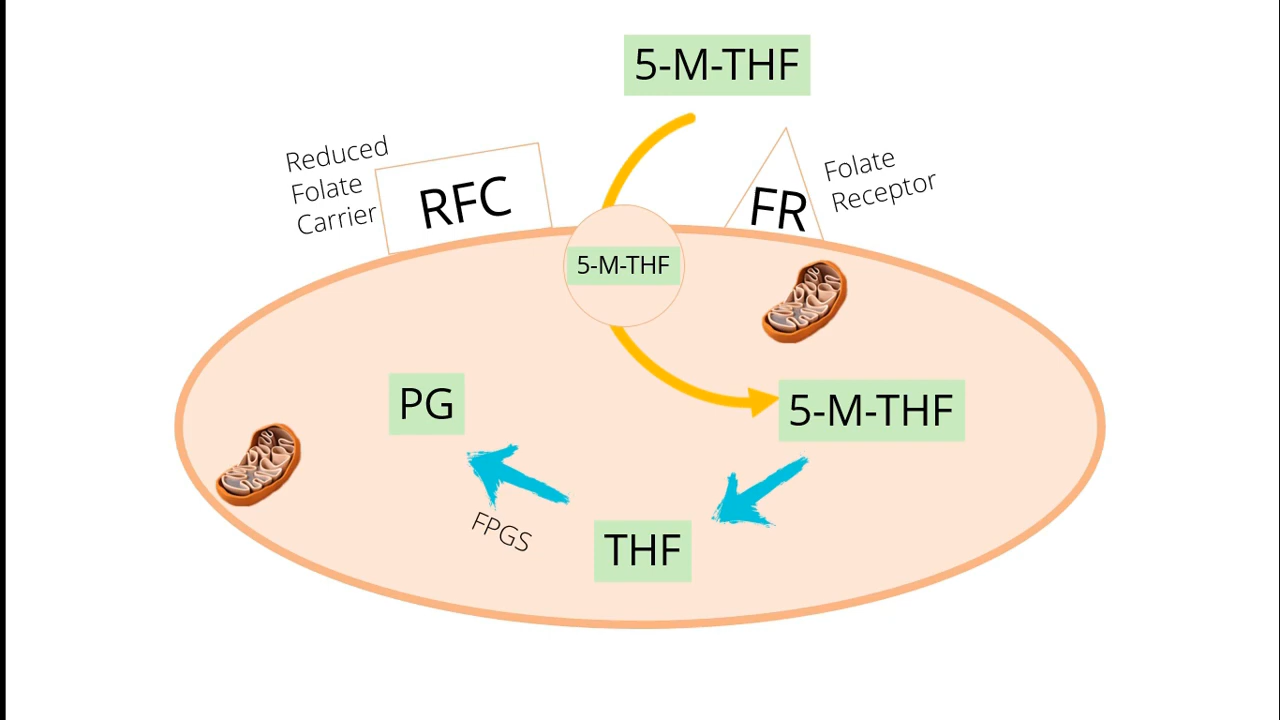 5-M-THF
Reduced
Folate
Carrier
RFC
FR
Folate
Receptor
5-M-THF
PG
5-M-THF
FPGS
THF